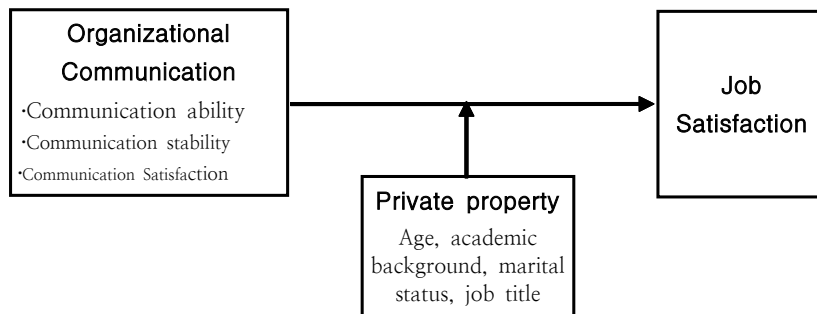 Organizational
Communication
·Communication ability
·Communication stability
·Communication Satisfaction
Job
Satisfaction
Private property
Age, academic
background, marital
status, job title